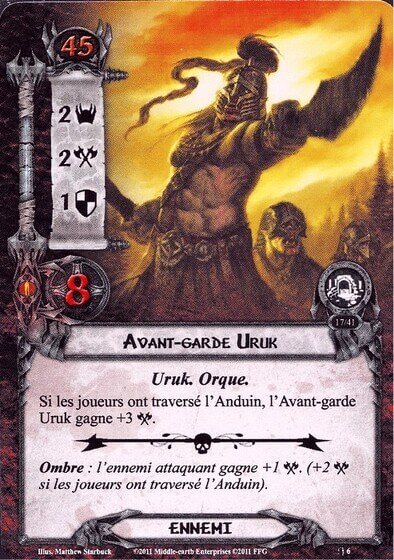 45
2
2
1
8
17/41
AVANT-GARDE URUK
Uruk. Orque.
Si les joueurs ont traversé l'Anduin, l'Avant-garde
Uruk gagne +3 .
Ombre : l'ennemi attaquant gagne +1 . (+2
si les joueurs ont traversé l'Anduin).
ENNEMI
Illus. Matthew Starbuck ©2011 Middle-earth Enterprises ©2011 FFG 6